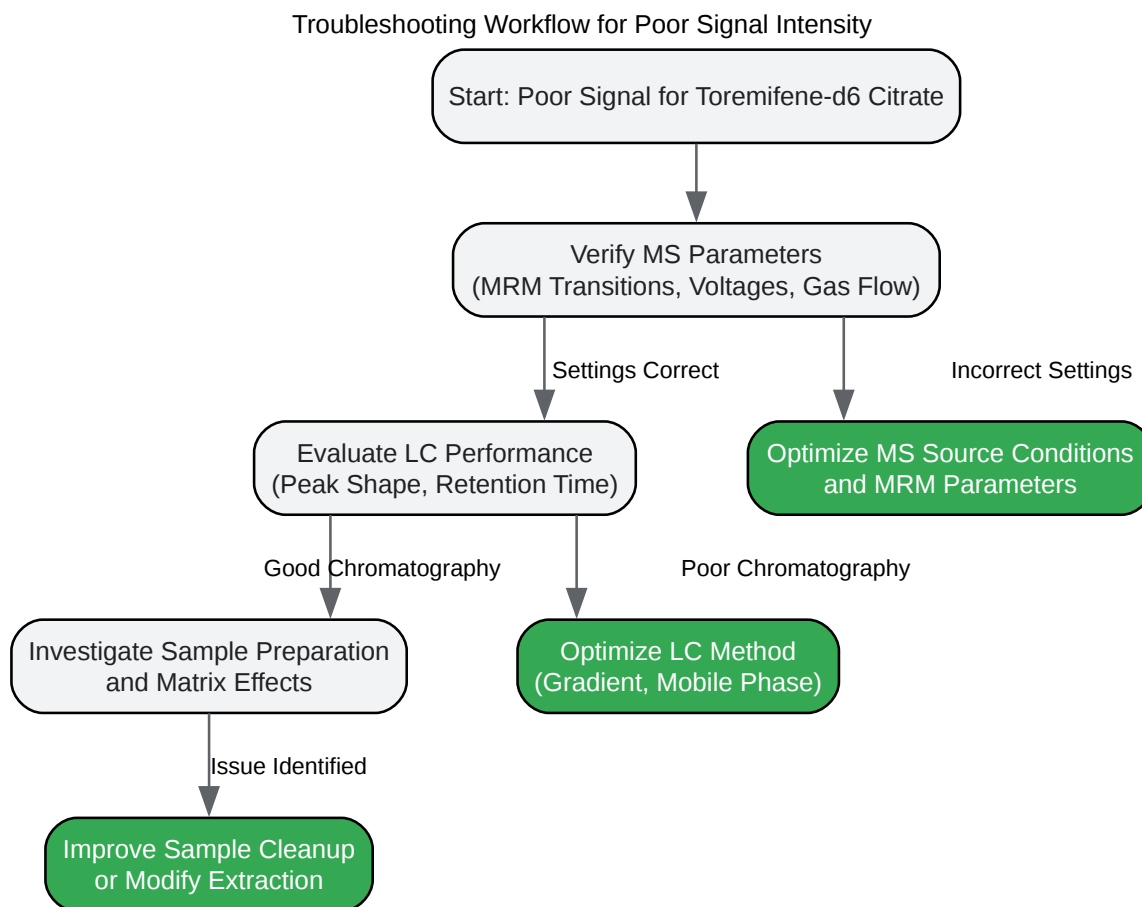 Troubleshooting Workflow for Poor Signal Intensity
Start: Poor Signal for Toremifene-d6 Citrate
Verify MS Parameters
(MRM Transitions, Voltages, Gas Flow)
Settings Correct
Incorrect Settings
Evaluate LC Performance
(Peak Shape, Retention Time)
Optimize MS Source Conditions
and MRM Parameters
Good Chromatography
Poor Chromatography
Investigate Sample Preparation
and Matrix Effects
Optimize LC Method
(Gradient, Mobile Phase)
Issue Identified
Improve Sample Cleanup
or Modify Extraction